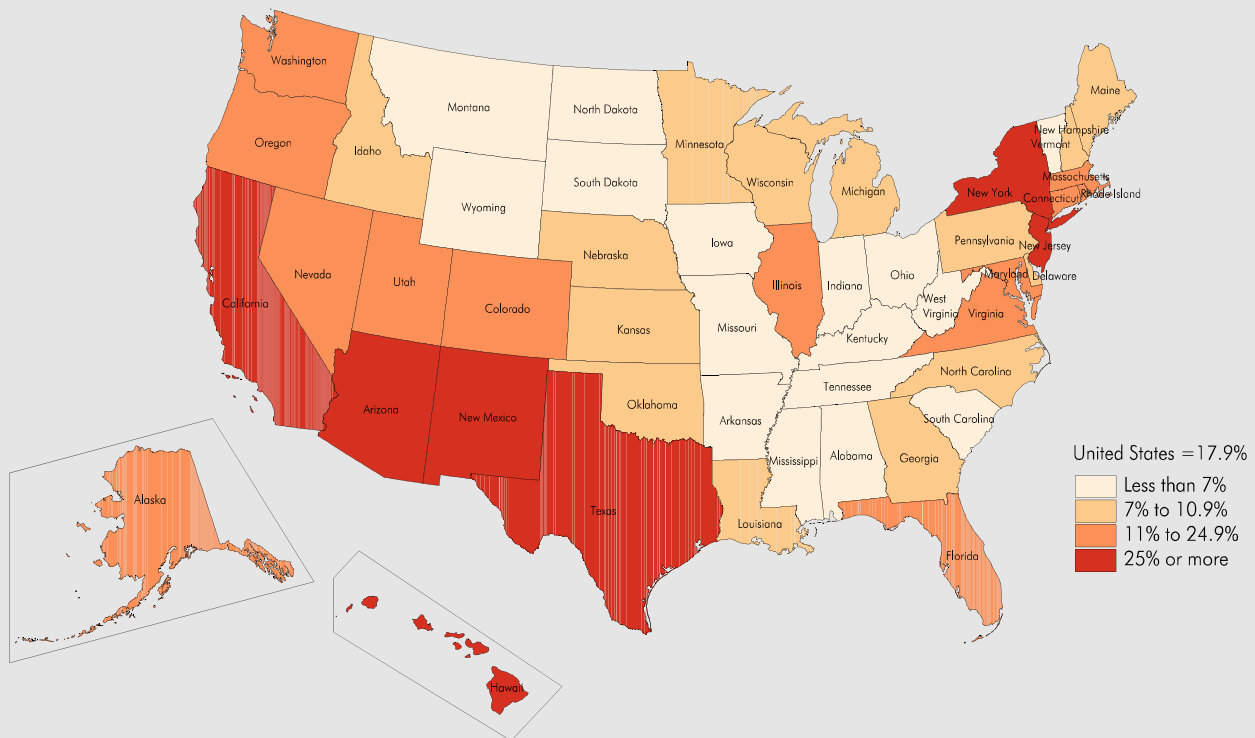 Washington
Montana
North Dakota
Maine
Oregon
Idaho
Minnesota
New Hampshire
Vermont
South Dakota
Wisconsin
Michigan
Massachusetts
Rhode Island
New York
Connecticut
Wyoming
Iowa
Pennsylvania
New Jersey
Nebraska
Nevada
Utah
Colorado
Illinois
Indiana
Ohio
Maryland
Delaware
West
Virginia
Virginia
California
Kansas
Missouri
Kentucky
North Carolina
Tennessee
Arizona
New Mexico
Oklahoma
Arkansas
South Carolina
Mississippi
Alabama
Georgia
Texas
Louisiana
Florida
Alaska
Hawaii
United States =17.9%
Less than 7%
7% to 10.9%
11% to 24.9%
25% or more